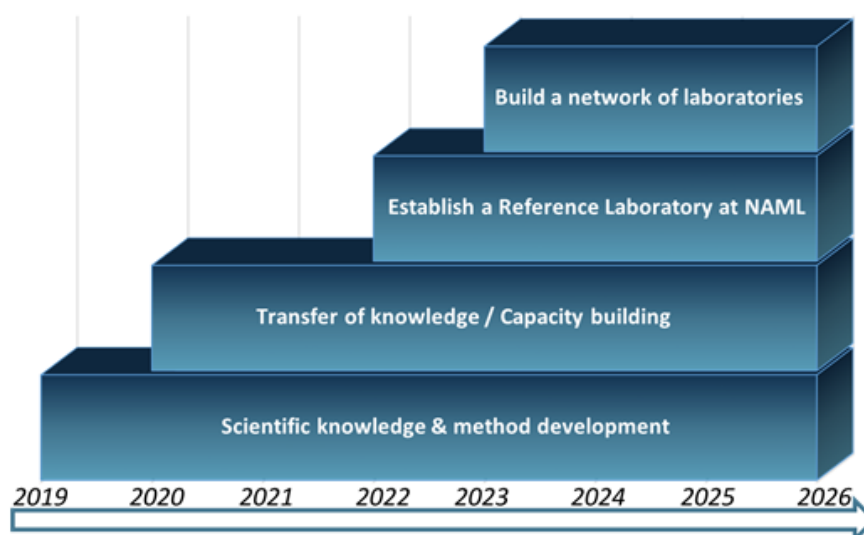 Build a network of laboratories
Establish a Reference Laboratory at NAML
Transfer of knowledge / Capacity building
Scientific knowledge & method development
2019 2020 2021 2022 2023 2024 2025 2026